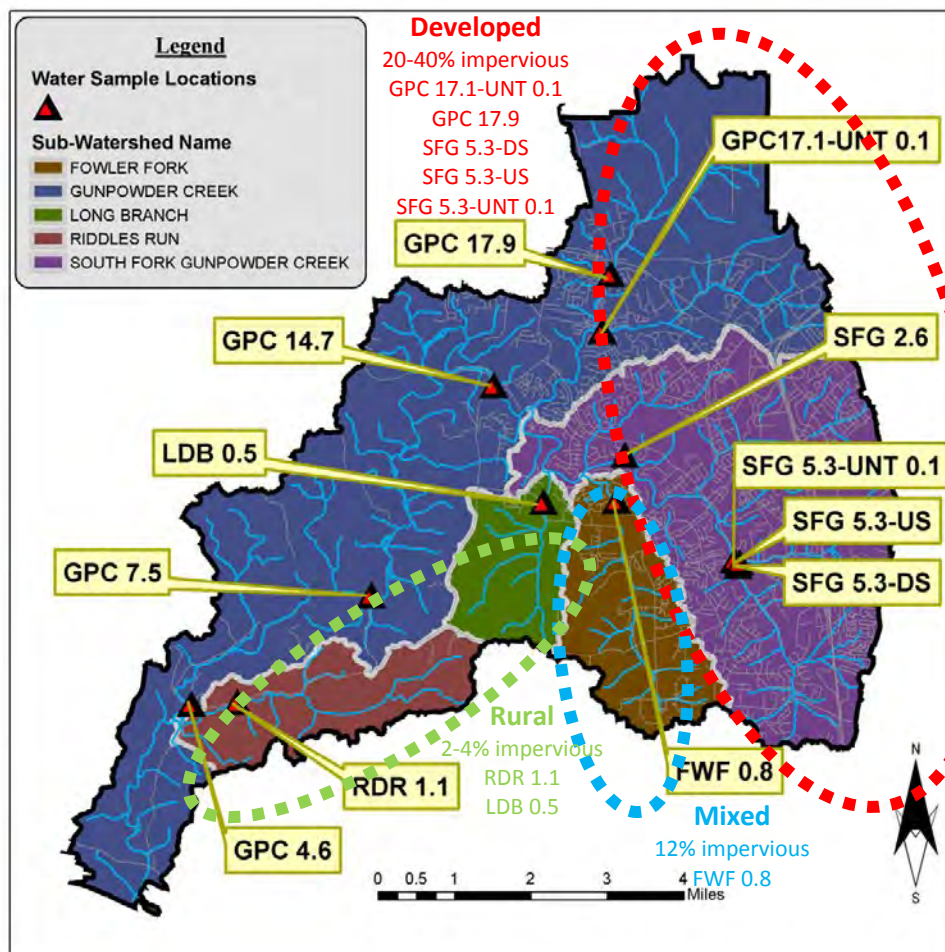 Legend
Water Sample Locations
Sub-Watershed Name
FOWLER FORK
GUNPOWDER CREEK
LONG BRANCH
RIDDLES RUN
SOUTH FORK GUNPOWDER CREEK
Developed
20-40% impervious
GPC 17.1-UNT 0.1
GPC 17.9
SFG 5.3-DS
SFG 5.3-US
SFG 5.3-UNT 0.1
GPC17.1-UNT 0.1
GPC 17.9
GPC 14.7
SFG 2.6
LDB 0.5
SFG 5.3-UNT 0.1
SFG 5.3-US
SFG 5.3-DS
GPC 7.5
Rural
2-4% impervious
RDR 1.1
LDB 0.5
RDR 1.1
FWF 0.8
GPC 4.6
Mixed
12% impervious
FWF 0.8
0 0.5 1 2 3 4
Miles
N
S